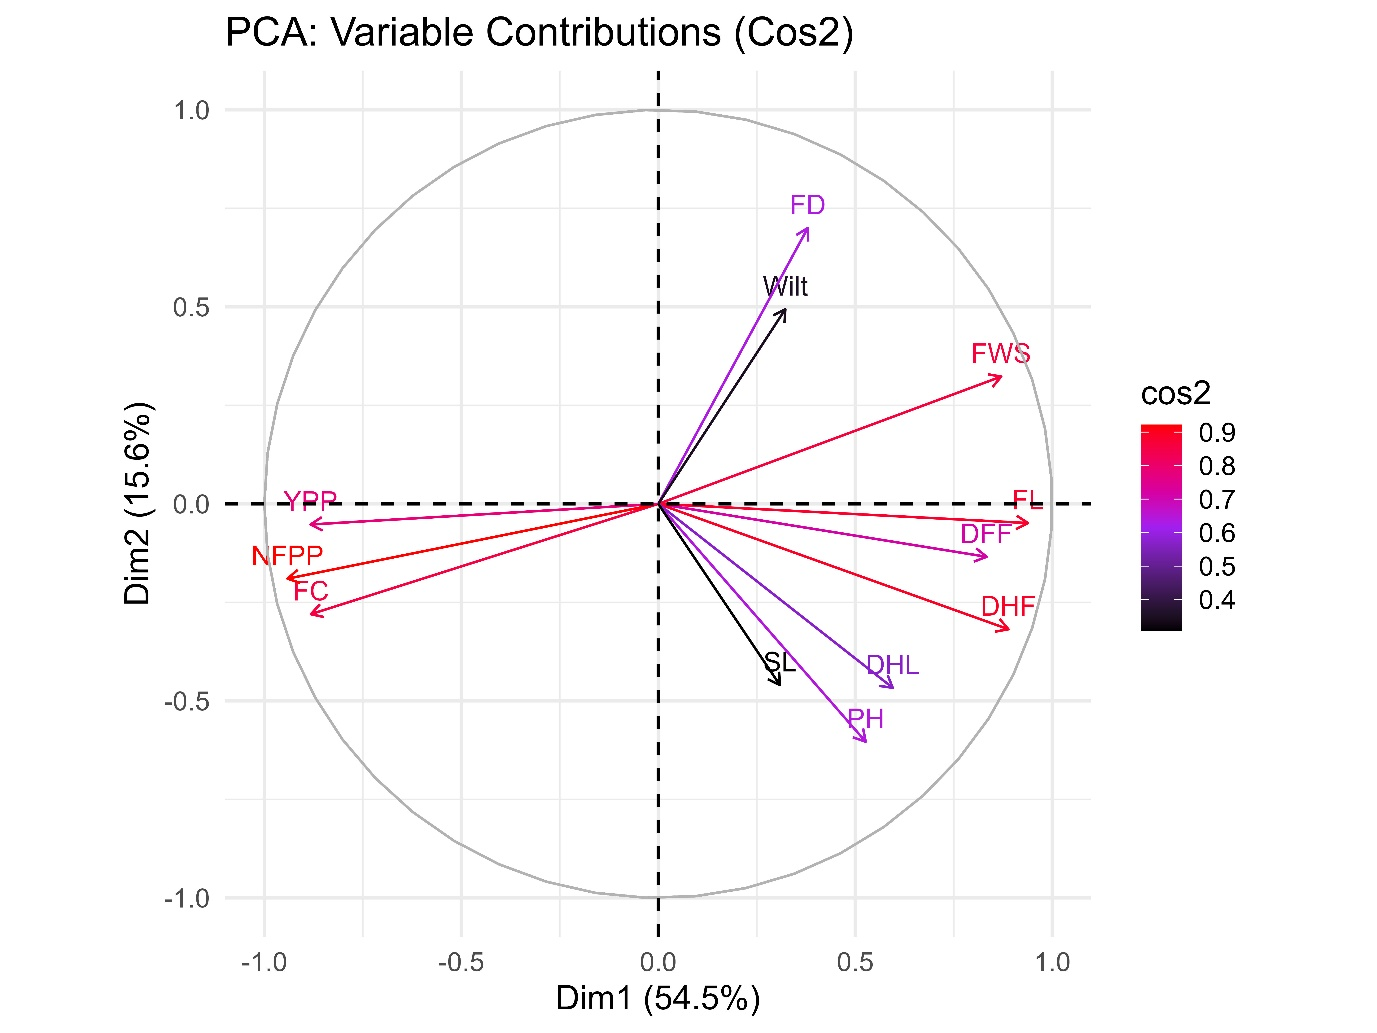 PCA: Variable Contributions (Cos2)
1.0
0.5
0.0
-0.5
-1.0
Dim2 (15.6%)
FD
Wilt
FWS
YPP
FL
DFF
NFPP
FC
DHF
SL
DHL
PH
-1.0
-0.5
0.0
0.5
1.0
Dim1 (54.5%)
cos2
0.9
0.8
0.7
0.6
0.5
0.4